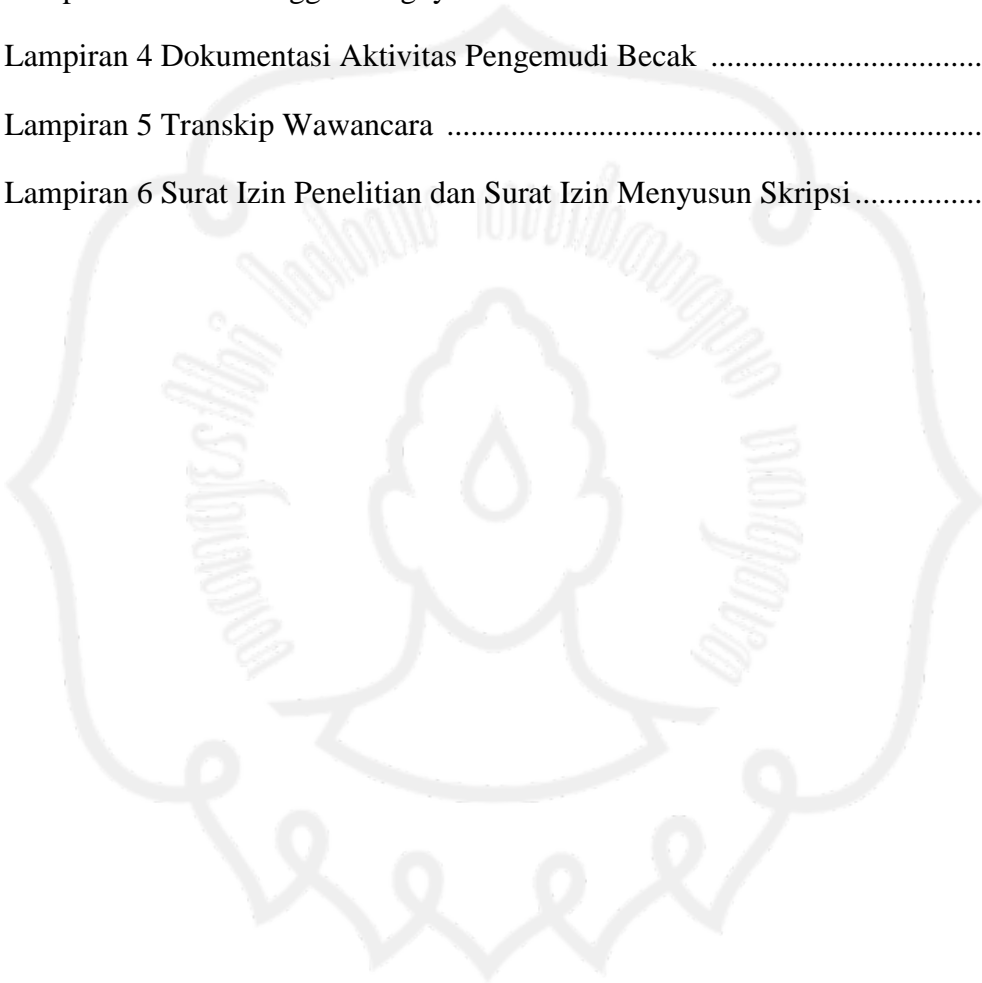 Lampiran 4 Dokumentasi Aktivitas Pengemudi Becak ..................................
Lampiran 5 Transkip Wawancara ...................................................................
Lampiran 6 Surat Izin Penelitian dan Surat Izin Menyusun Skripsi................